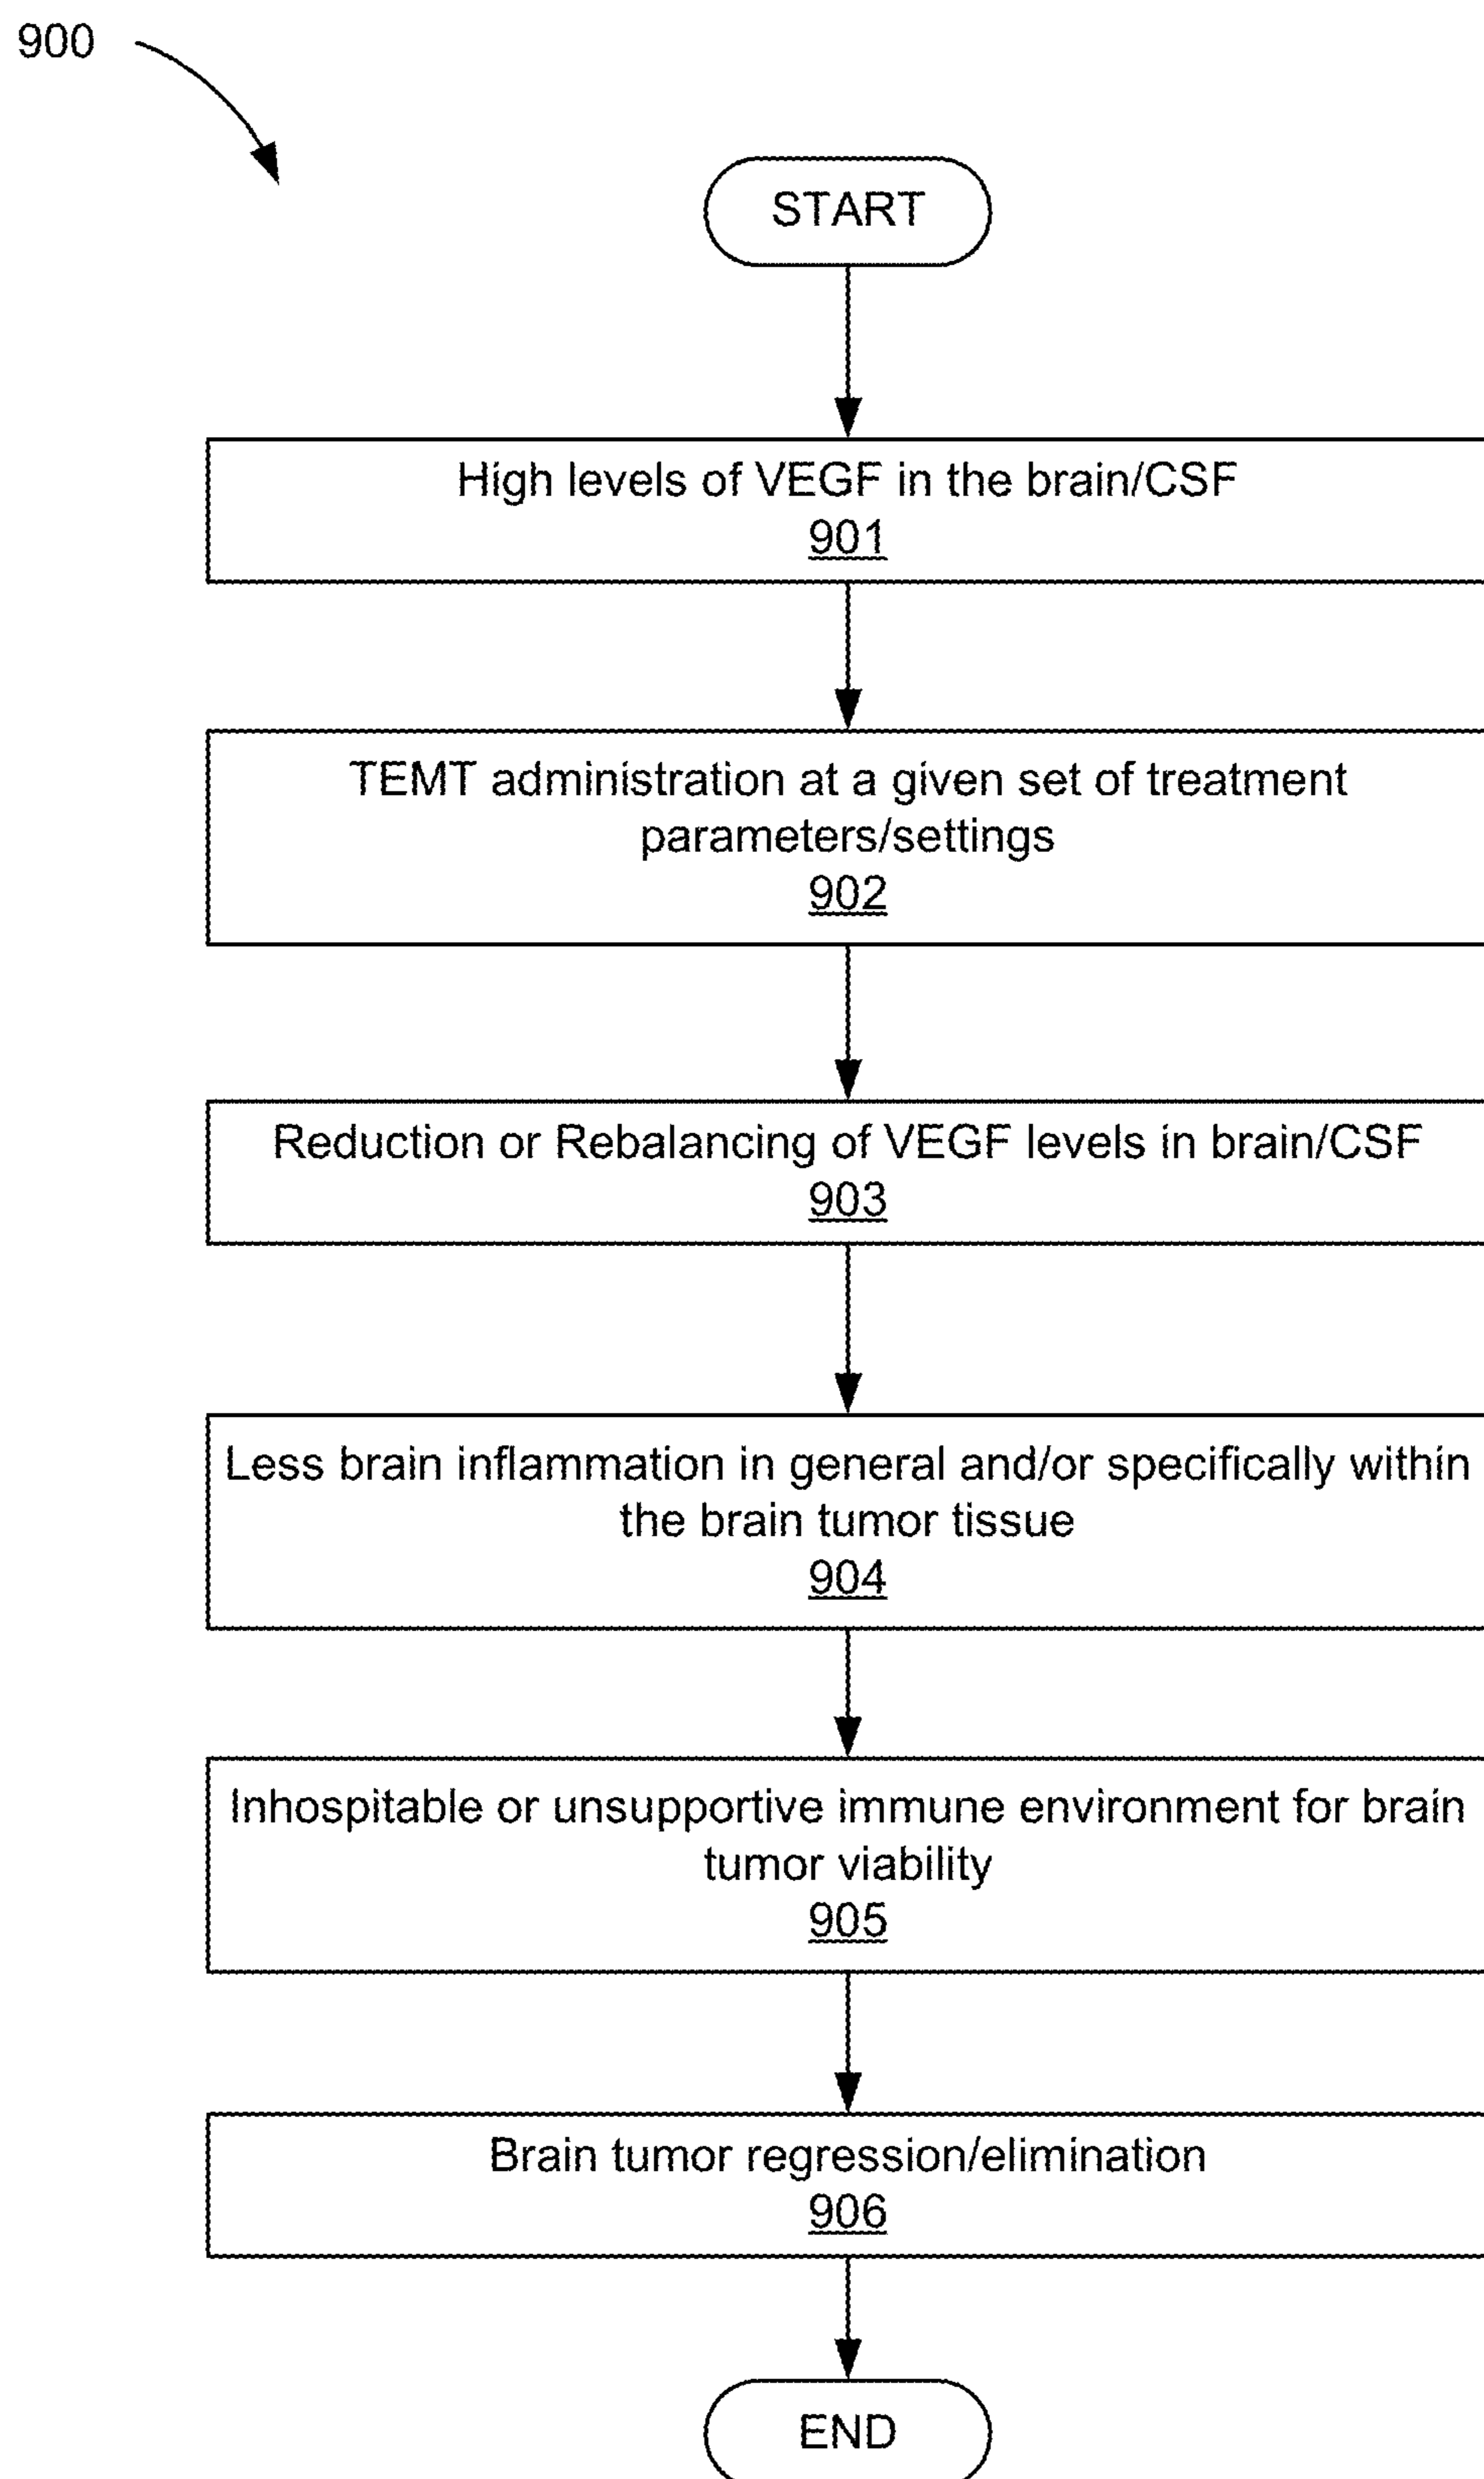 900
START
High levels of VEGF in the brain/CSF
901
TEMT administration at a given set of treatment
parameters/settings
902
Reduction or Rebalancing of VEGF levels in brain/CSF
903
Less brain inflammation in general and/or specifically within
the brain tumor tissue
904
Inhospitable or unsupportive immune environment for brain
tumor viability
905
Brain tumor regression/elimination
906
END